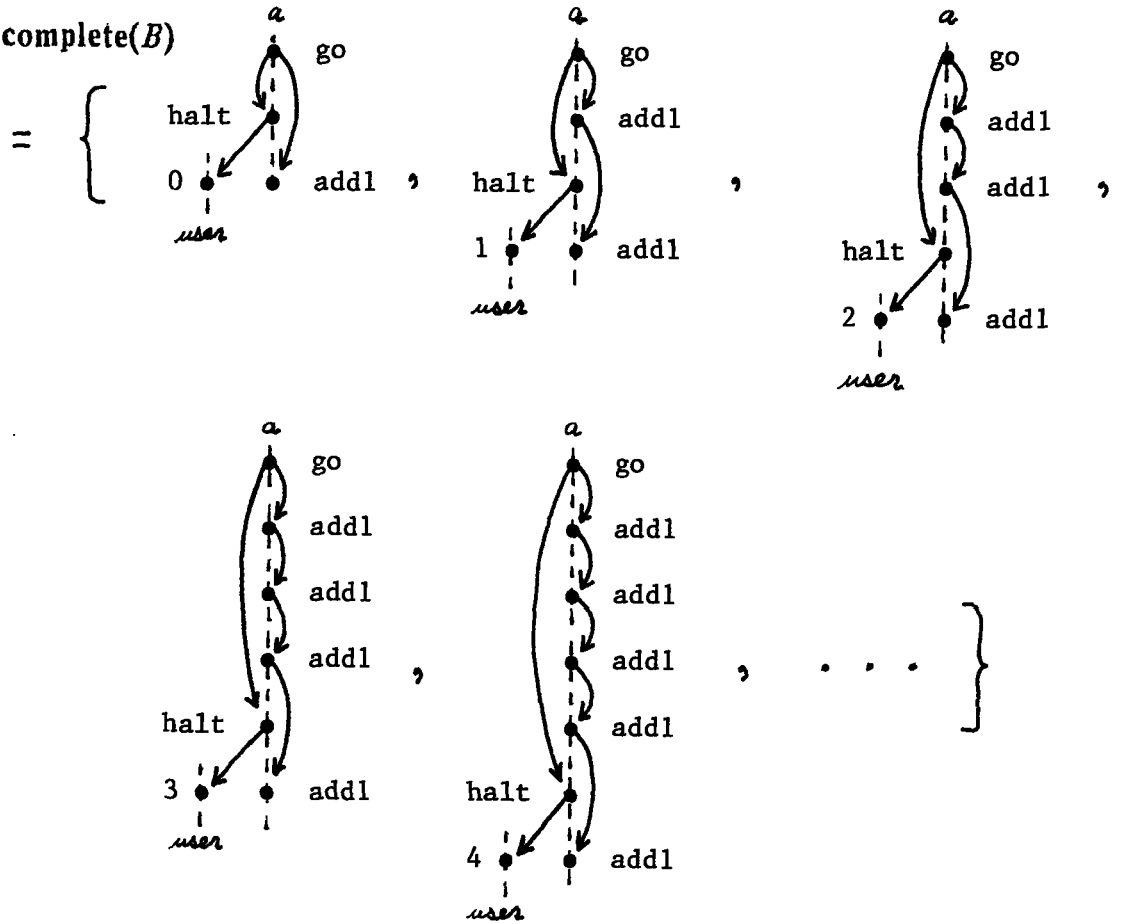 complete(B)
= {
a
go
halt
0
add1 ,
user
a
go
add1
halt ,
1
add1
user
a
go
add1
add1 ,
halt
2
add1
user
a
go
add1
add1
add1
halt ,
3
add1
user
a
go
add1
add1
add1 , . . . }
add1
halt
4
add1
user